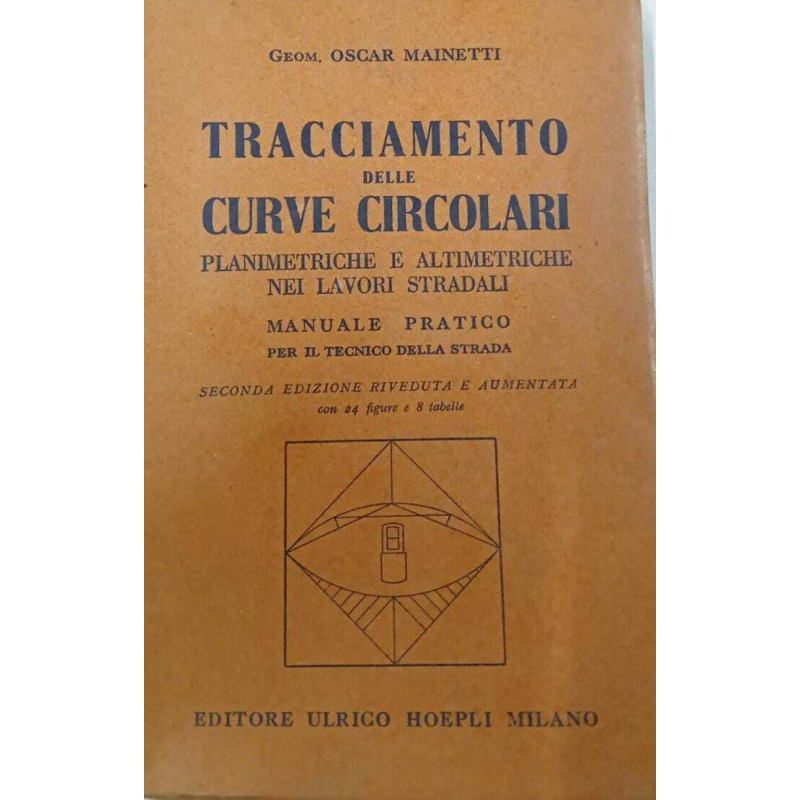 GEOM. OSCAR MAINETTI
TRACCIAMENTO
DELLE
CURVE CIRCOLARI
PLANIMETRICHE E ALTIMETRICHE
NEI LAVORI STRADALI
MANUALE PRATICO
PER IL TECNICO DELLA STRADA
SECONDA EDIZIONE RIVEDUTA E AUMENTATA
con 24 figure e 8 tabelle
EDITORE ULRICO HOEPLI MILANO